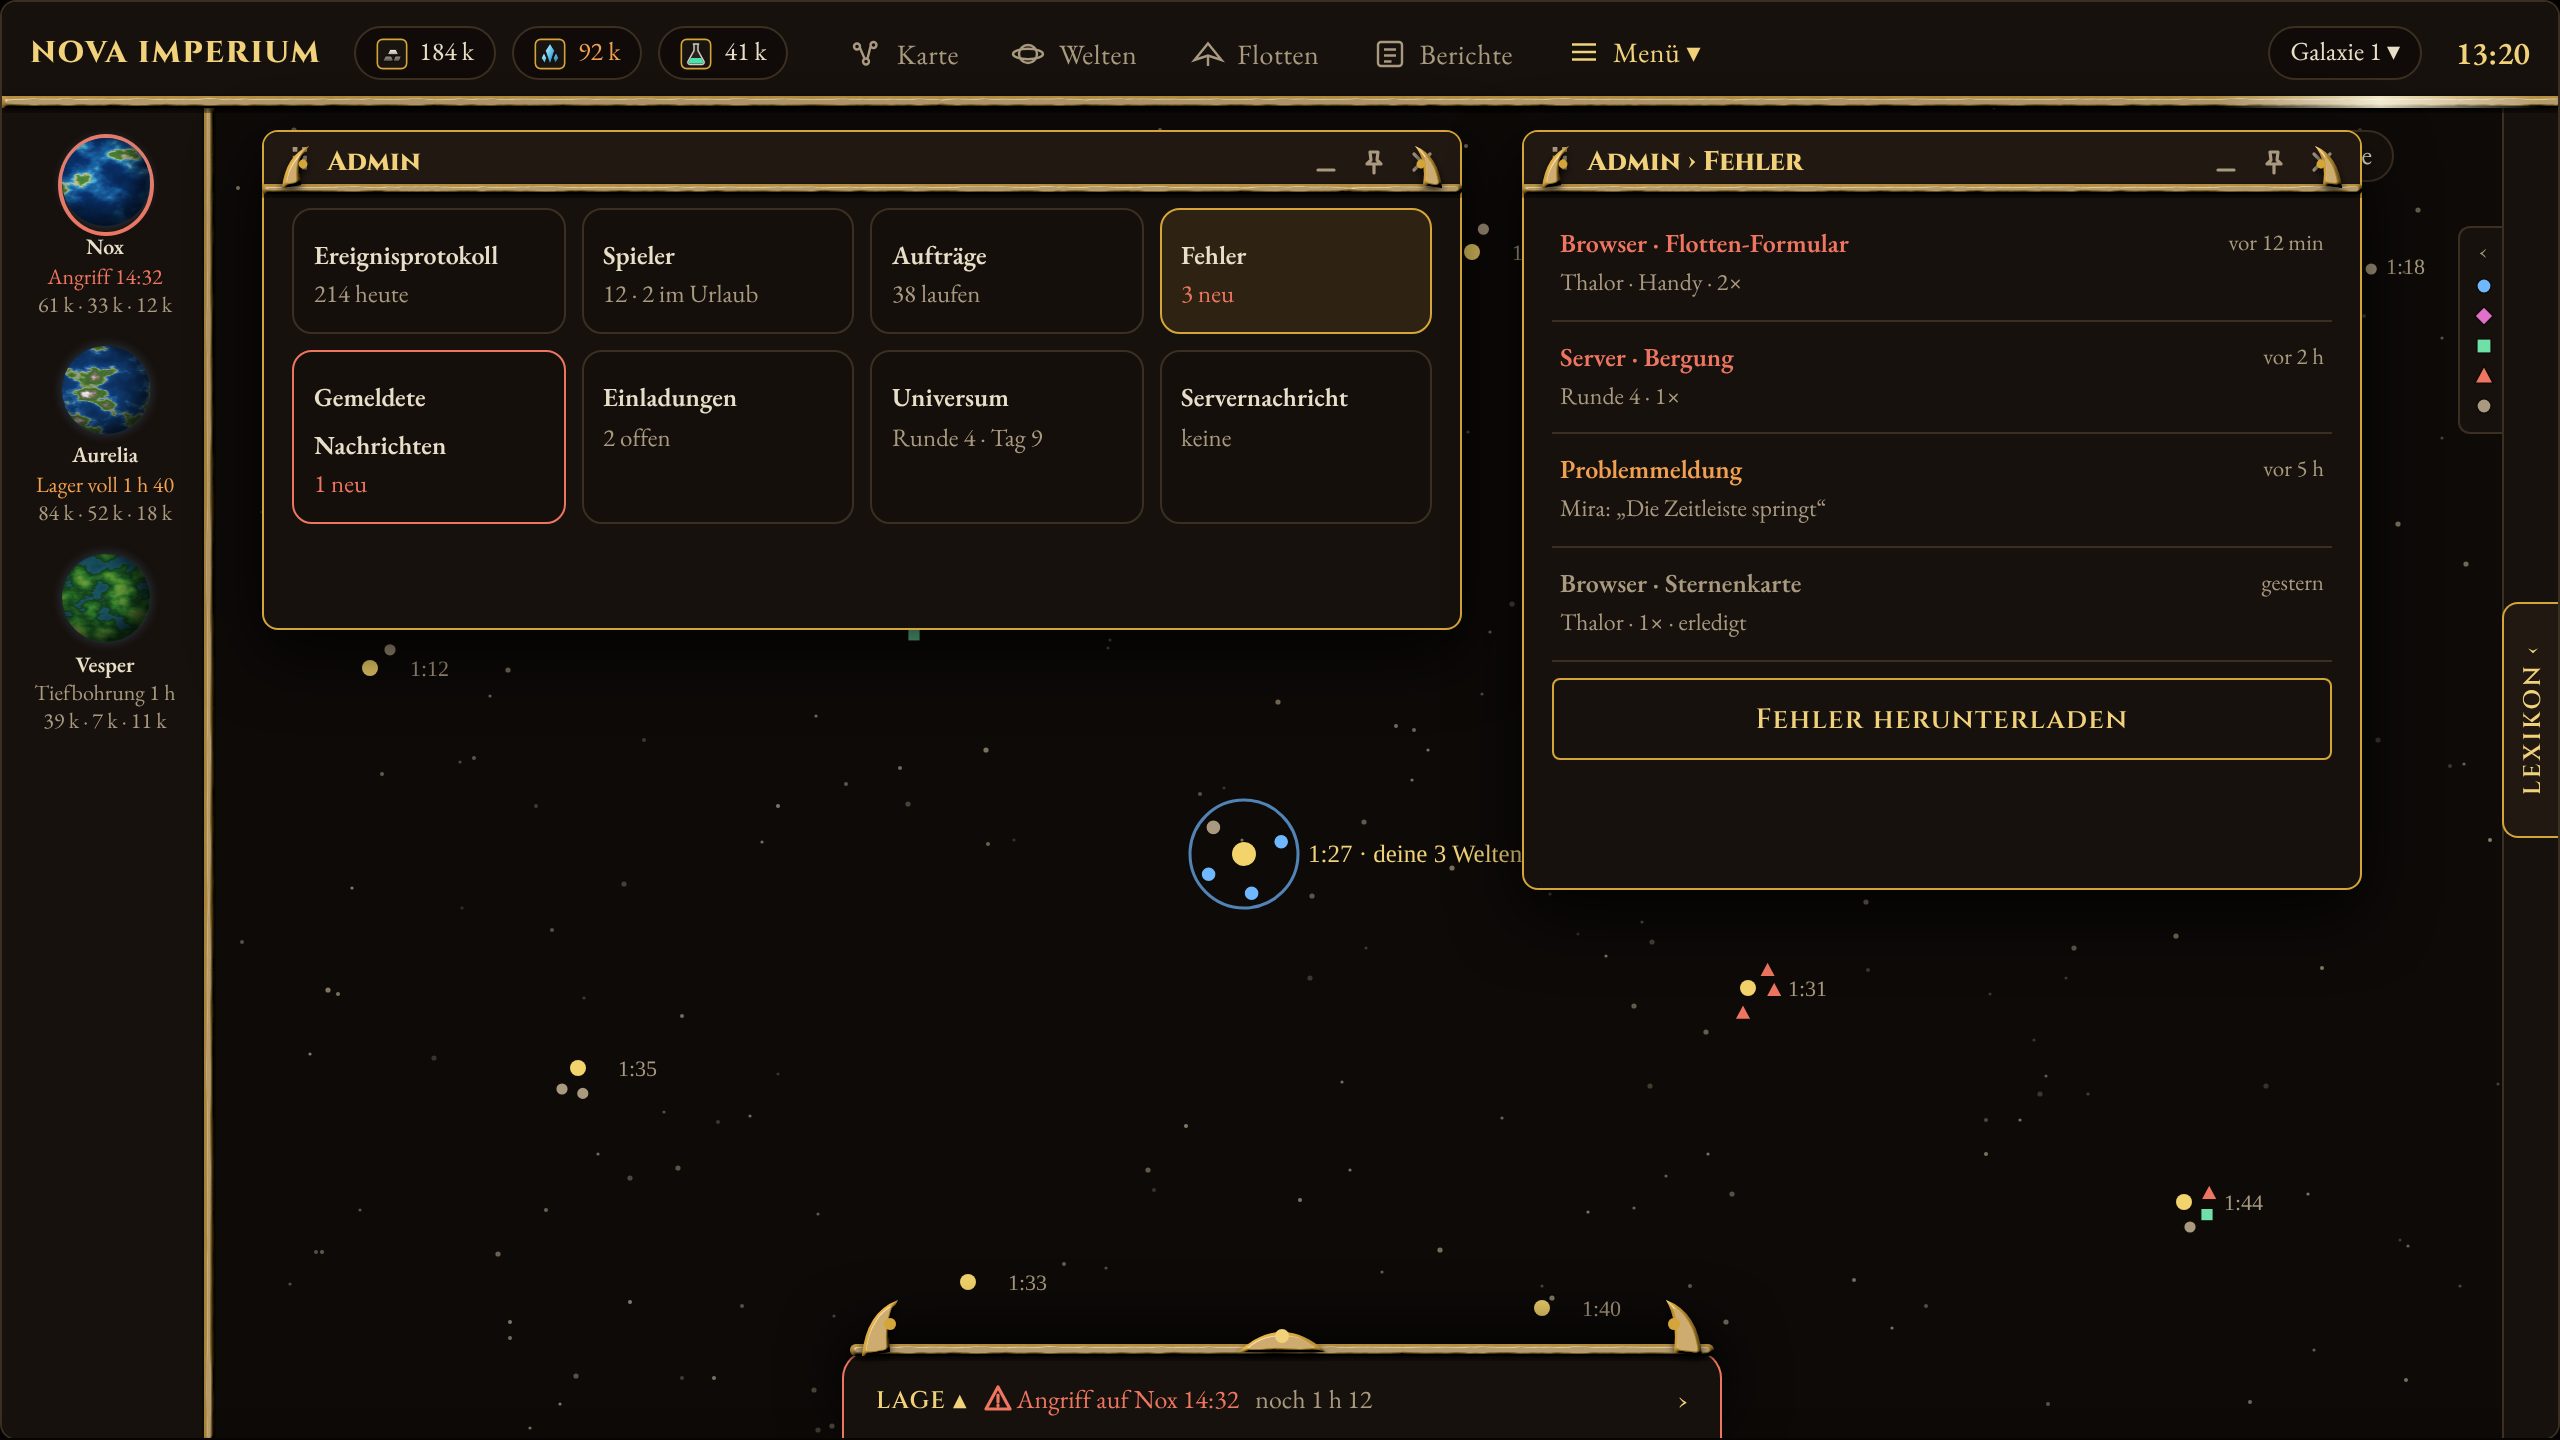 NOVA IMPERIUM
184 k
92 k
41 k
Karte
Welten
Flotten
Berichte
Menü ▾
Galaxie 1 ▾
13:20
Nox
Angriff 14:32
61 k · 33 k · 12 k
Aurelia
Lager voll 1 h 40
84 k · 52 k · 18 k
Vesper
Tiefbohrung 1 h
39 k · 7 k · 11 k
Admin
Ereignisprotokoll
214 heute
Spieler
12 · 2 im Urlaub
Aufträge
38 laufen
Fehler
3 neu
Gemeldete
Nachrichten
1 neu
Einladungen
2 offen
Universum
Runde 4 · Tag 9
Servernachricht
keine
Admin › Fehler
Browser · Flotten-Formular
vor 12 min
Thalor · Handy · 2×
Server · Bergung
vor 2 h
Runde 4 · 1×
Problemmeldung
vor 5 h
Mira: „Die Zeitleiste springt“
Browser · Sternenkarte
gestern
Thalor · 1× · erledigt
Fehler herunterladen
1:18
LEXIKON ›
1:12
1:27 · deine 3 Welten
1:31
1:35
1:44
1:33
1:40
LAGE ▴ Angriff auf Nox 14:32 noch 1 h 12 ›